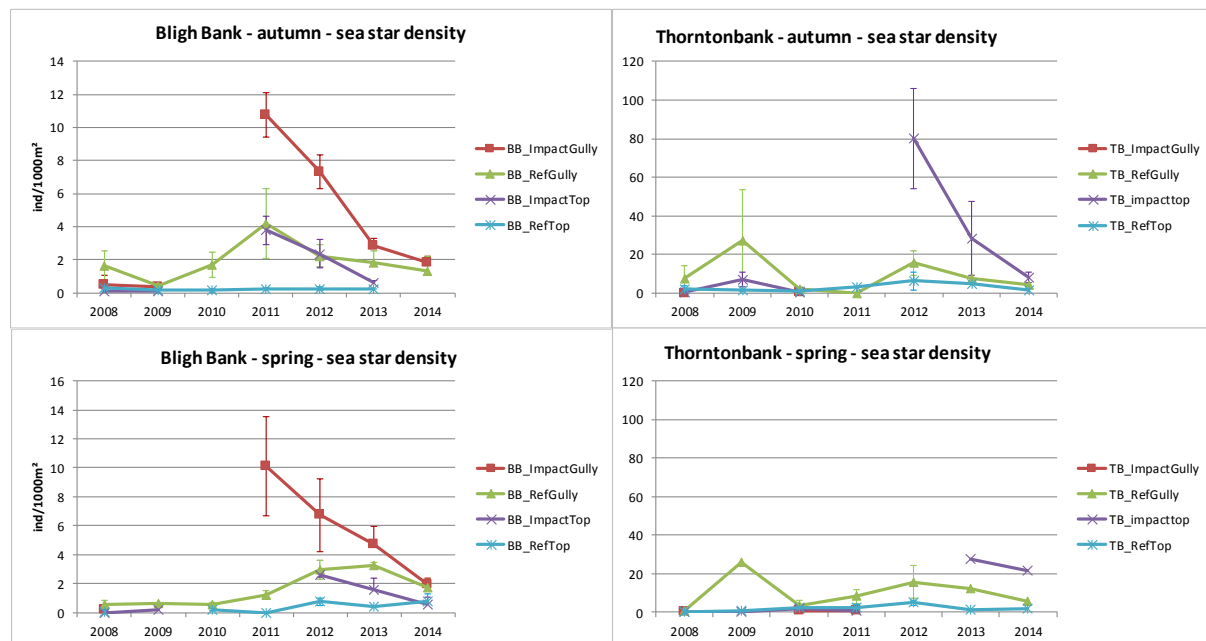 Bligh Bank - autumn - sea star density
ind/1000m²
14
12
10
8
6
4
2
0
2008 2009 2010 2011 2012 2013 2014
BB_ImpactGully
BB_RefGully
BB_ImpactTop
BB_RefTop
Thorntonbank - autumn - sea star density
120
100
80
60
40
20
0
2008 2009 2010 2011 2012 2013 2014
TB_ImpactGully
TB_RefGully
TB_impacttop
TB_RefTop
Bligh Bank - spring - sea star density
ind/1000m²
16
14
12
10
8
6
4
2
0
2008 2009 2010 2011 2012 2013 2014
BB_ImpactGully
BB_RefGully
BB_ImpactTop
BB_RefTop
Thorntonbank - spring - sea star density
120
100
80
60
40
20
0
2008 2009 2010 2011 2012 2013 2014
TB_ImpactGully
TB_RefGully
TB_impacttop
TB_RefTop